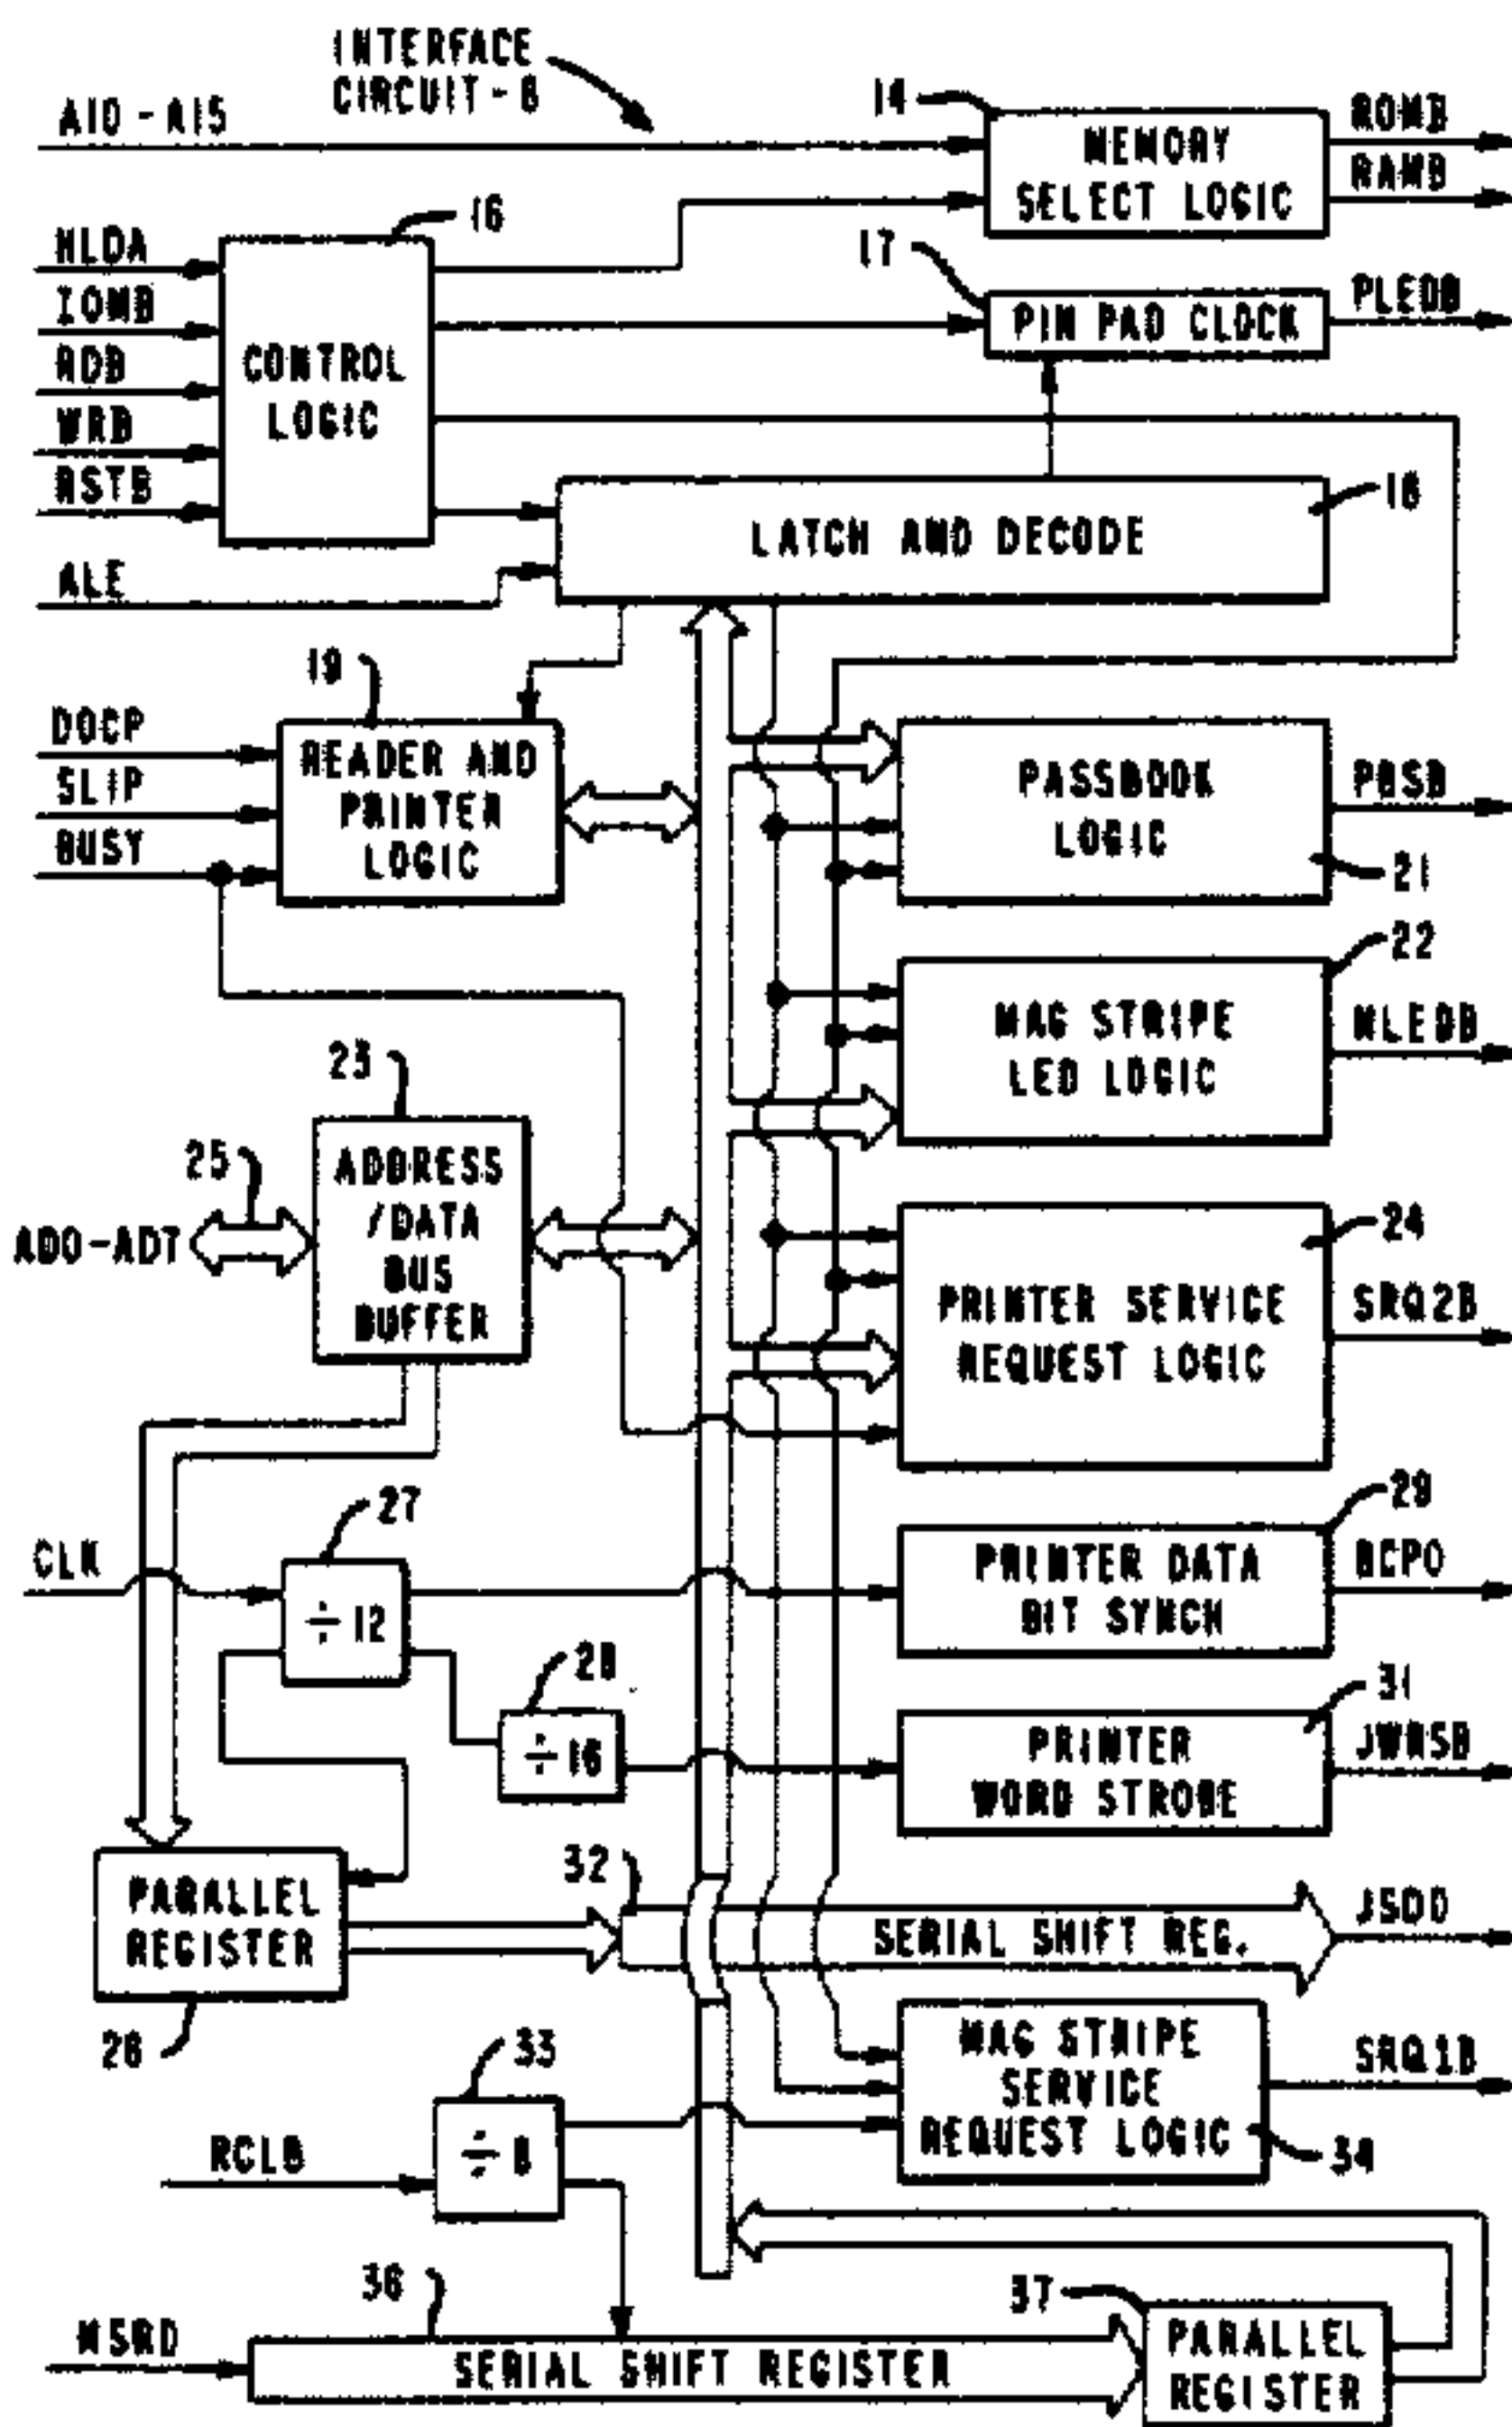 INTERFACE
CIRCUIT-8
A10-A15
14
MEMORY
SELECT LOGIC
ROMB
RAMB
16
HLDA
IOMB
RDB
WRB
RSTB
CONTROL
LOGIC
17
PIN PAD CLOCK
PLEDB
18
LATCH AND DECODE
ALE
19
DOCP
SLIP
BUSY
READER AND
PRINTER
LOGIC
PASSBOOK
LOGIC
PBSB
21
22
MAG STRIPE
LED LOGIC
MLEDB
23
25
AD0-AD7
ADDRESS
/DATA
BUS
BUFFER
24
PRINTER SERVICE
REQUEST LOGIC
SRQ2B
27
CLK
÷12
29
PRINTER DATA
BIT SYNCH
BCPO
28
÷16
31
PRINTER
WORD STROBE
JWRSB
PARALLEL
REGISTER
26
32
SERIAL SHIFT REG.
JSDD
33
RCLB
÷8
MAG STRIPE
SERVICE
REQUEST LOGIC
SRQ1B
34
36
MSRD
SERIAL SHIFT REGISTER
37
PARALLEL
REGISTER